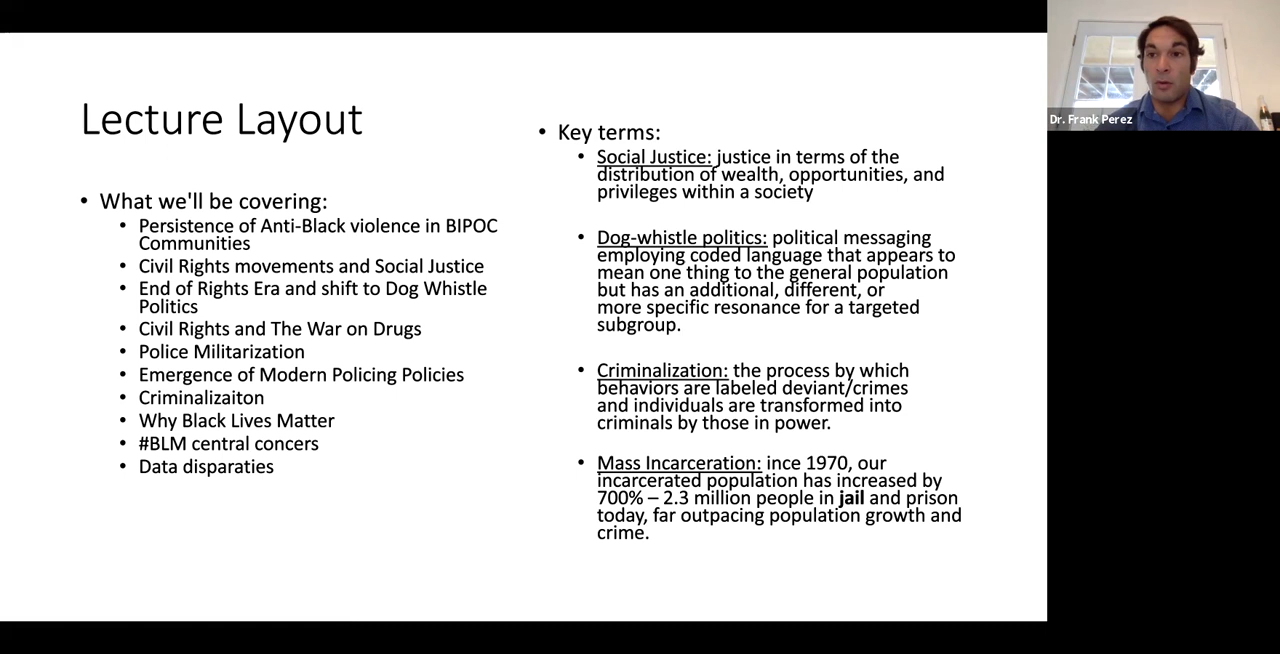 Lecture Layout
• What we'll be covering:
• Persistence of Anti-Black violence in BIPOC
Communities
• Civil Rights movements and Social Justice
• End of Rights Era and shift to Dog Whistle
Politics
• Civil Rights and The War on Drugs
• Police Militarization
• Emergence of Modern Policing Policies
• Criminalizaiton
• Why Black Lives Matter
• #BLM central concers
• Data disparaties
• Key terms:
• Social Justice: justice in terms of the
distribution of wealth, opportunities, and
privileges within a society
• Dog-whistle politics: political messaging
employing coded language that appears to
mean one thing to the general population
but has an additional, different, or
more specific resonance for a targeted
subgroup.
• Criminalization: the process by which
behaviors are labeled deviant/crimes
and individuals are transformed into
criminals by those in power.
• Mass Incarceration: ince 1970, our
incarcerated population has increased by
700% – 2.3 million people in jail and prison
today, far outpacing population growth and
crime.
Dr. Frank Perez